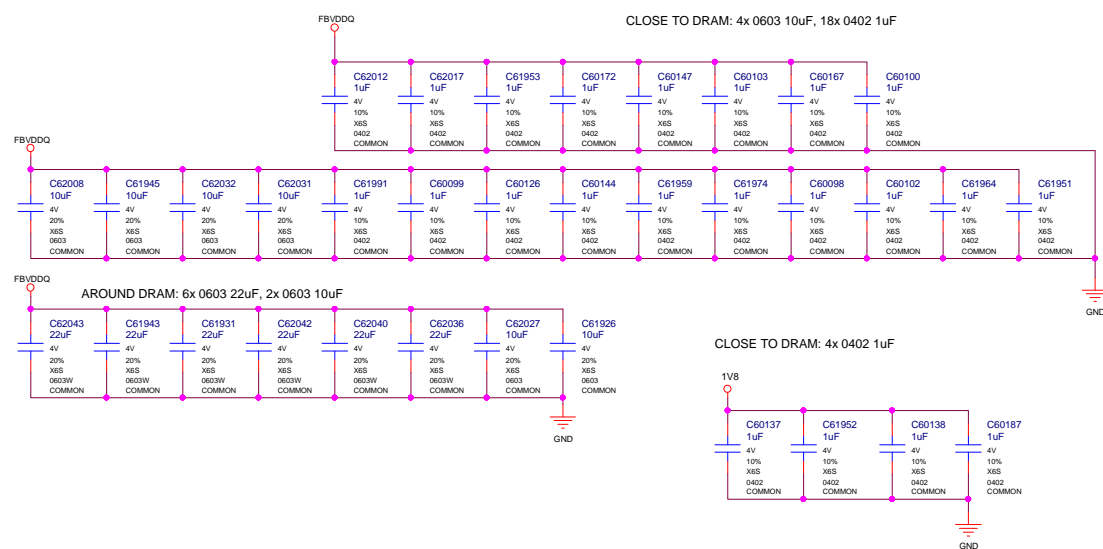 FBVDDQ
CLOSE TO DRAM: 4x 0603 10uF, 18x 0402 1uF
C62012 C62017 C61953 C60172 C60147 C60103 C60167 C60100
1uF 1uF 1uF 1uF 1uF 1uF 1uF 1uF
4V 4V 4V 4V 4V 4V 4V 4V
10% 10% 10% 10% 10% 10% 10% 10%
X6S X6S X6S X6S X6S X6S X6S X6S
0402 0402 0402 0402 0402 0402 0402 0402
COMMON COMMON COMMON COMMON COMMON COMMON COMMON COMMON
FBVDDQ
C62008 C61945 C62032 C62031 C61991 C60099 C60126 C60144 C61959 C61974 C60098 C60102 C61964 C61951
10uF 10uF 10uF 10uF 1uF 1uF 1uF 1uF 1uF 1uF 1uF 1uF 1uF 1uF
4V 4V 4V 4V 4V 4V 4V 4V 4V 4V 4V 4V 4V 4V
20% 20% 20% 20% 10% 10% 10% 10% 10% 10% 10% 10% 10% 10%
X6S X6S X6S X6S X6S X6S X6S X6S X6S X6S X6S X6S X6S X6S
0603 0603 0603 0603 0402 0402 0402 0402 0402 0402 0402 0402 0402 0402
COMMON COMMON COMMON COMMON COMMON COMMON COMMON COMMON COMMON COMMON COMMON COMMON COMMON COMMON
GND
FBVDDQ
AROUND DRAM: 6x 0603 22uF, 2x 0603 10uF
C62043 C61943 C61931 C62042 C62040 C62036 C62027 C61926
22uF 22uF 22uF 22uF 22uF 22uF 10uF 10uF
4V 4V 4V 4V 4V 4V 4V 4V
20% 20% 20% 20% 20% 20% 20% 20%
X6S X6S X6S X6S X6S X6S X6S X6S
0603W 0603W 0603W 0603W 0603W 0603W 0603 0603
COMMON COMMON COMMON COMMON COMMON COMMON COMMON COMMON
GND
CLOSE TO DRAM: 4x 0402 1uF
1V8
C60137 C61952 C60138 C60187
1uF 1uF 1uF 1uF
4V 4V 4V 4V
10% 10% 10% 10%
X6S X6S X6S X6S
0402 0402 0402 0402
COMMON COMMON COMMON COMMON
GND